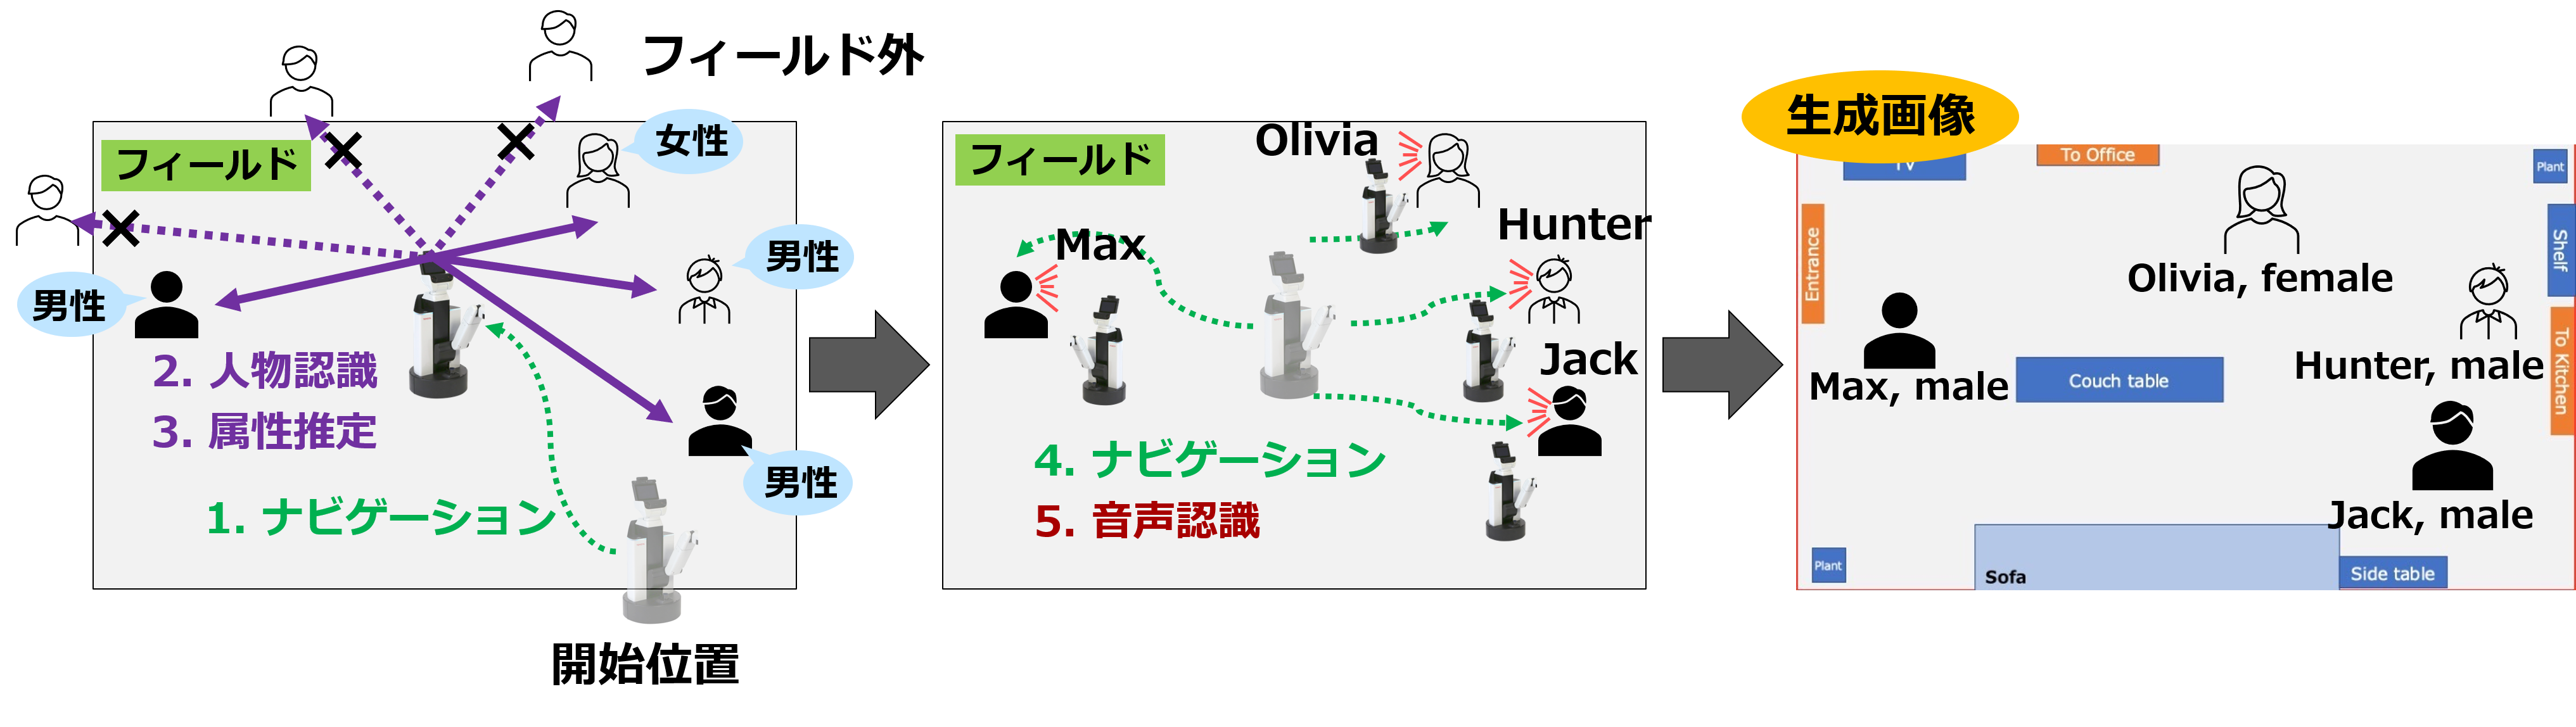 フィールド外
フィールド
女性
男性
男性
2. 人物認識
3. 属性推定
男性
1. ナビゲーション
開始位置
フィールド
Olivia
Hunter
Max
Jack
4. ナビゲーション
5. 音声認識
生成画像
TV
To Office
Plant
Entrance
Shelf
Olivia, female
To Kitchen
Hunter, male
Couch table
Max, male
Jack, male
Plant
Sofa
Side table